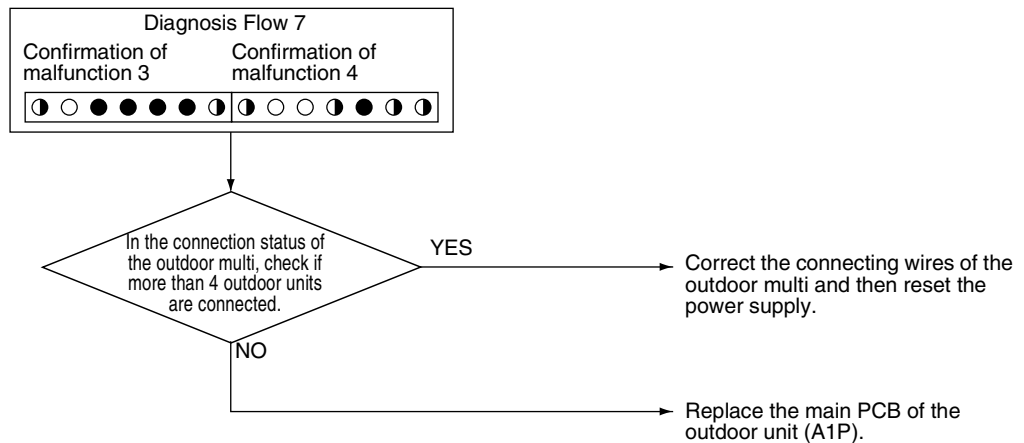 Diagnosis Flow 7
Confirmation of malfunction 3
Confirmation of malfunction 4
In the connection status of
the outdoor multi, check if
more than 4 outdoor units
are connected.
YES
Correct the connecting wires of the
outdoor multi and then reset the
power supply.
NO
Replace the main PCB of the
outdoor unit (A1P).